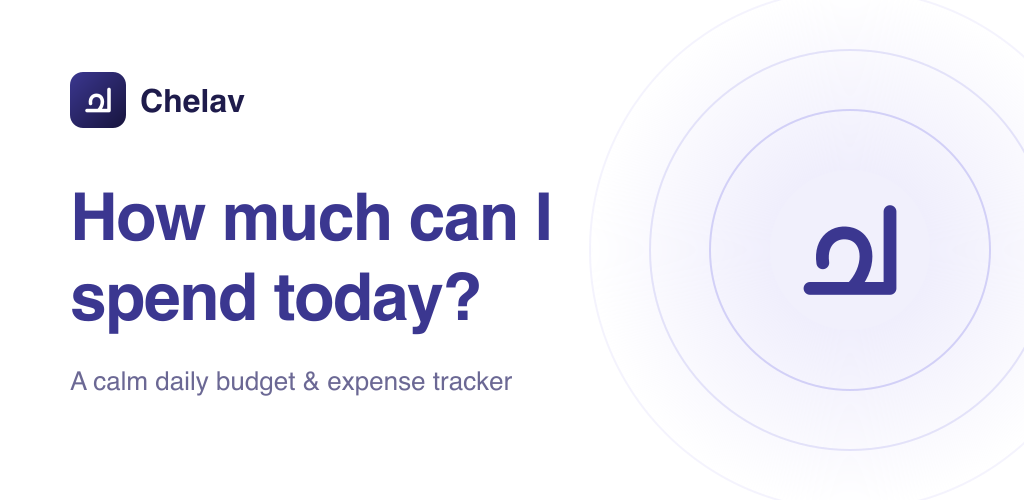 ച
Chelav
How much can I
spend today?
A calm daily budget & expense tracker
ച